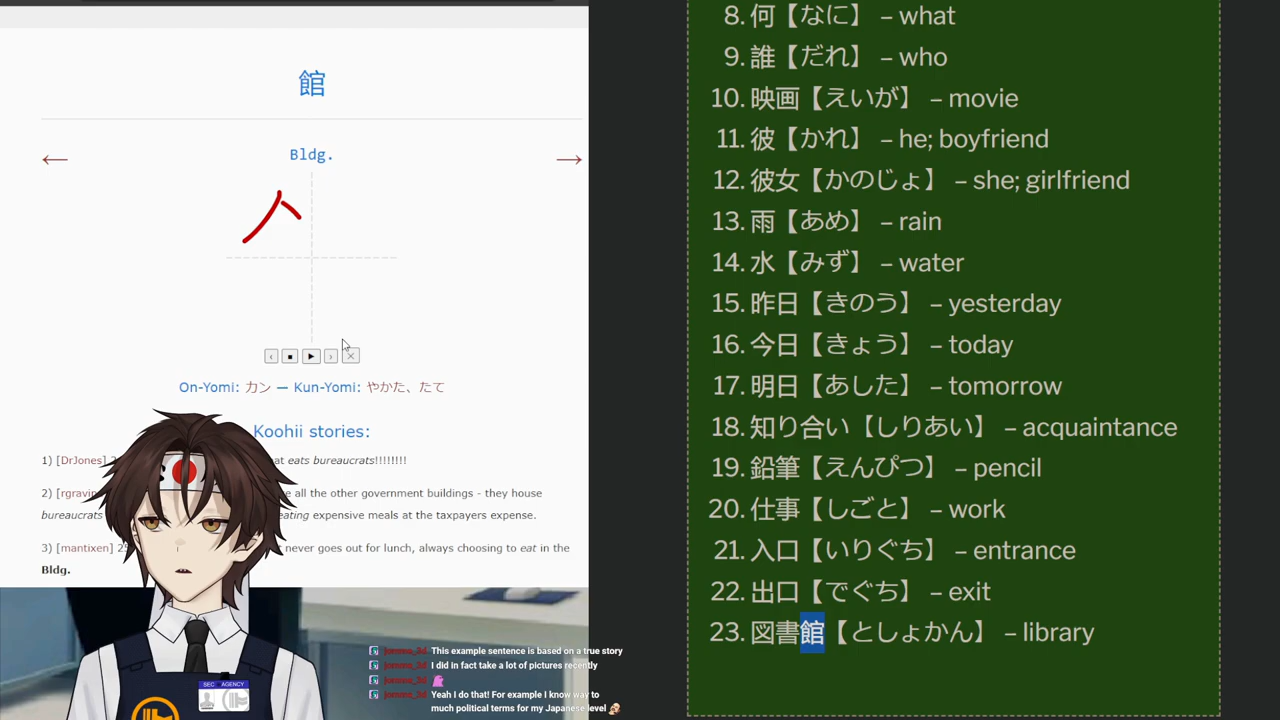 館
←
→
Bldg.
On-Yomi: カン — Kun-Yomi: やかた、たて
Koohii stories:
1) [DrJones] 2 at eats bureaucrats!!!!!!!!
2) [rgravin e all the other government buildings - they house
bureaucrats eating expensive meals at the taxpayers expense.
3) [mantixen] 25 never goes out for lunch, always choosing to eat in the
Bldg.
8. 何【なに】 – what
9. 誰【だれ】 – who
10. 映画【えいが】 – movie
11. 彼【かれ】 – he; boyfriend
12. 彼女【かのじょ】 – she; girlfriend
13. 雨【あめ】 – rain
14. 水【みず】 – water
15. 昨日【きのう】 – yesterday
16. 今日【きょう】 – today
17. 明日【あした】 – tomorrow
18. 知り合い【しりあい】 – acquaintance
19. 鉛筆【えんぴつ】 – pencil
20. 仕事【しごと】 – work
21. 入口【いりぐち】 – entrance
22. 出口【でぐち】 – exit
23. 図書館【としょかん】 – library
This example sentence is based on a true story
I did in fact take a lot of pictures recently
Yeah I do that! For example I know way to
much political terms for my Japanese level
SEC AGENCY